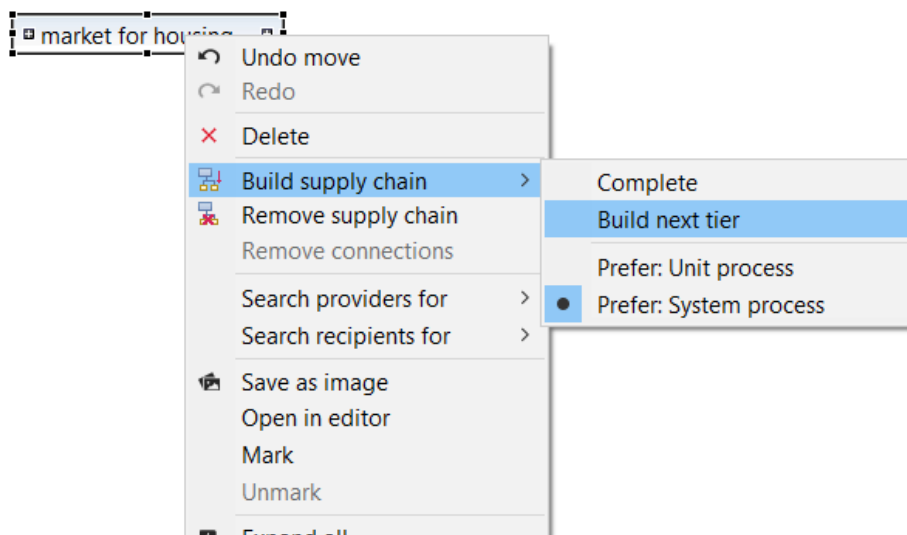 market for housing
Undo move
Redo
Delete
Build supply chain
Complete
Remove supply chain
Build next tier
Remove connections
Prefer: Unit process
Search providers for
Prefer: System process
Search recipients for
Save as image
Open in editor
Mark
Unmark
Expand all